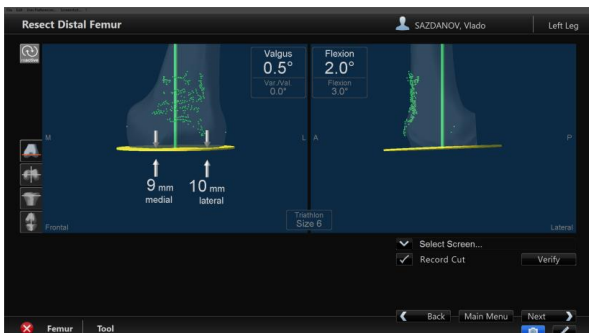 Resect Distal Femur
SAZDANOV, Vlado
Left Leg
Valgus
0.5°
Var./Val
0.0°
Flexion
2.0°
Flexion
3.0°
M
L
A
P
9 mm
medial
10 mm
lateral
Triathlon
Size 6
Frontal
Lateral
Select Screen...
Record Cut
Verify
Back
Main Menu
Next
Femur
Tool